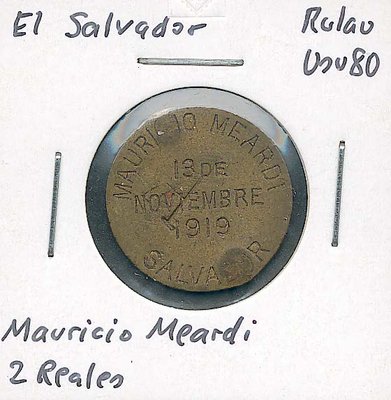 El Salvador
Rulau
Usu80
MAURICIO MEARDI
13 DE
NOVIEMBRE
1919
SALVADOR
Mauricio Meardi
2 Reales